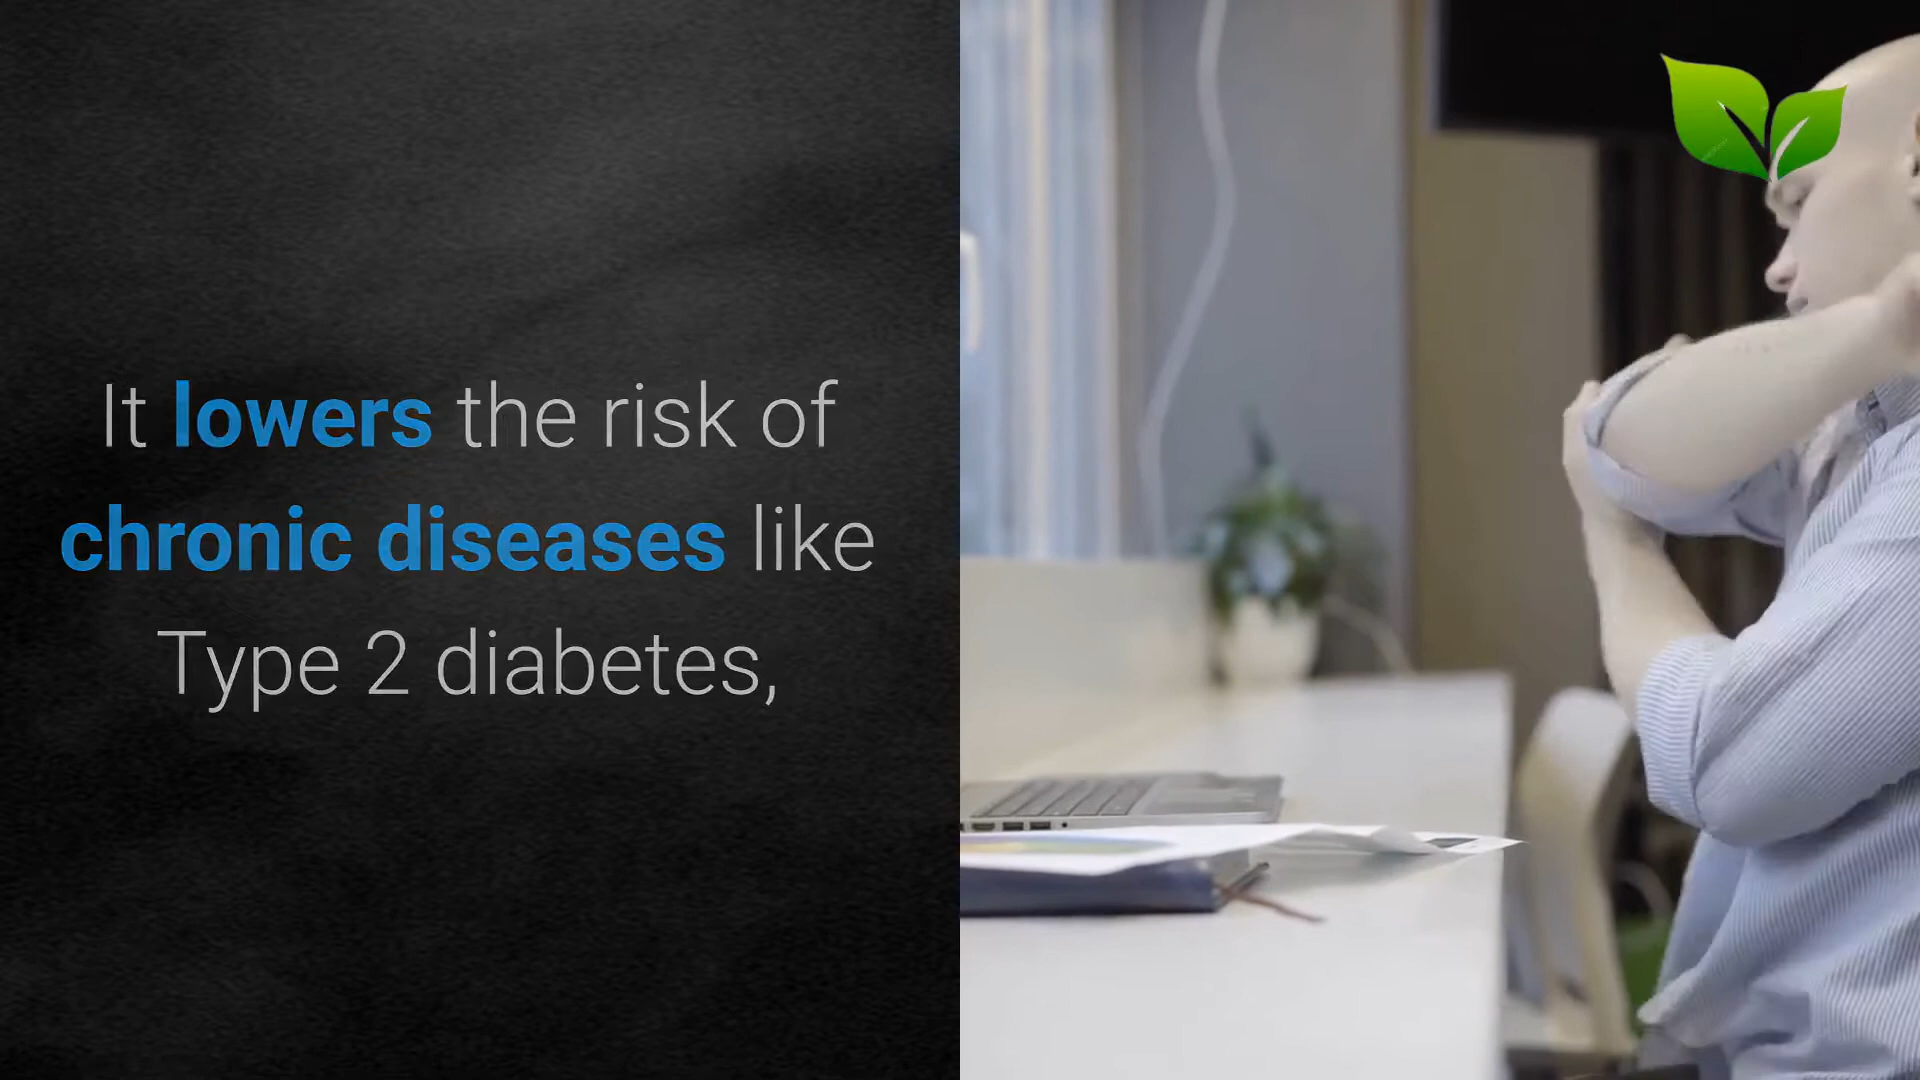 It lowers the risk of
chronic diseases like
Type 2 diabetes,